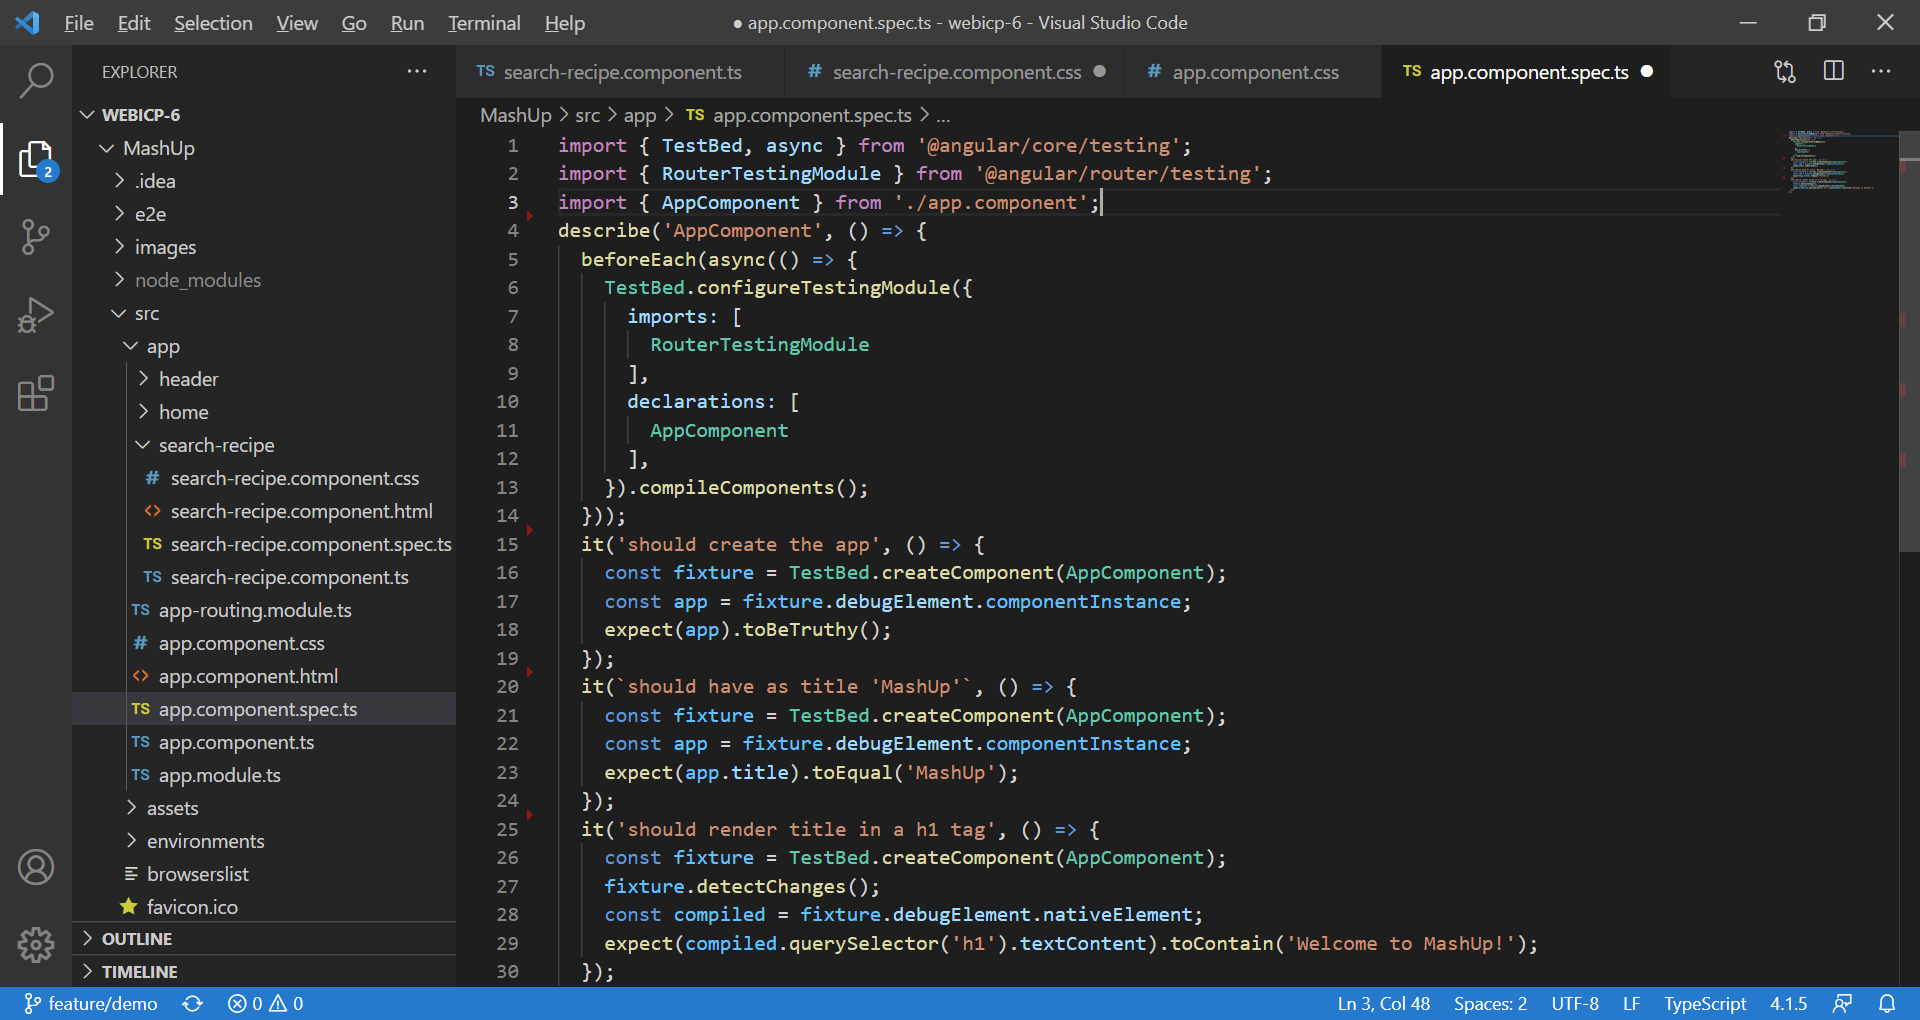 File Edit Selection View Go Run Terminal Help
● app.component.spec.ts - webicp-6 - Visual Studio Code
EXPLORER ...
TS search-recipe.component.ts
# search-recipe.component.css ●
# app.component.css
TS app.component.spec.ts ●
2
WEBICP-6
MashUp
.idea
e2e
images
node_modules
src
app
header
home
search-recipe
# search-recipe.component.css
<> search-recipe.component.html
TS search-recipe.component.spec.ts
TS search-recipe.component.ts
TS app-routing.module.ts
# app.component.css
<> app.component.html
TS app.component.spec.ts
TS app.component.ts
TS app.module.ts
assets
environments
browserslist
favicon.ico
OUTLINE
TIMELINE
MashUp > src > app > TS app.component.spec.ts > ...
1 import { TestBed, async } from '@angular/core/testing';
2 import { RouterTestingModule } from '@angular/router/testing';
3 import { AppComponent } from './app.component';
4 describe('AppComponent', () => {
5 beforeEach(async(() => {
6 TestBed.configureTestingModule({
7 imports: [
8 RouterTestingModule
9 ],
10 declarations: [
11 AppComponent
12 ],
13 }).compileComponents();
14 }));
15 it('should create the app', () => {
16 const fixture = TestBed.createComponent(AppComponent);
17 const app = fixture.debugElement.componentInstance;
18 expect(app).toBeTruthy();
19 });
20 it(`should have as title 'MashUp'`, () => {
21 const fixture = TestBed.createComponent(AppComponent);
22 const app = fixture.debugElement.componentInstance;
23 expect(app.title).toEqual('MashUp');
24 });
25 it('should render title in a h1 tag', () => {
26 const fixture = TestBed.createComponent(AppComponent);
27 fixture.detectChanges();
28 const compiled = fixture.debugElement.nativeElement;
29 expect(compiled.querySelector('h1').textContent).toContain('Welcome to MashUp!');
30 });
feature/demo 0 0
Ln 3, Col 48 Spaces: 2 UTF-8 LF TypeScript 4.1.5